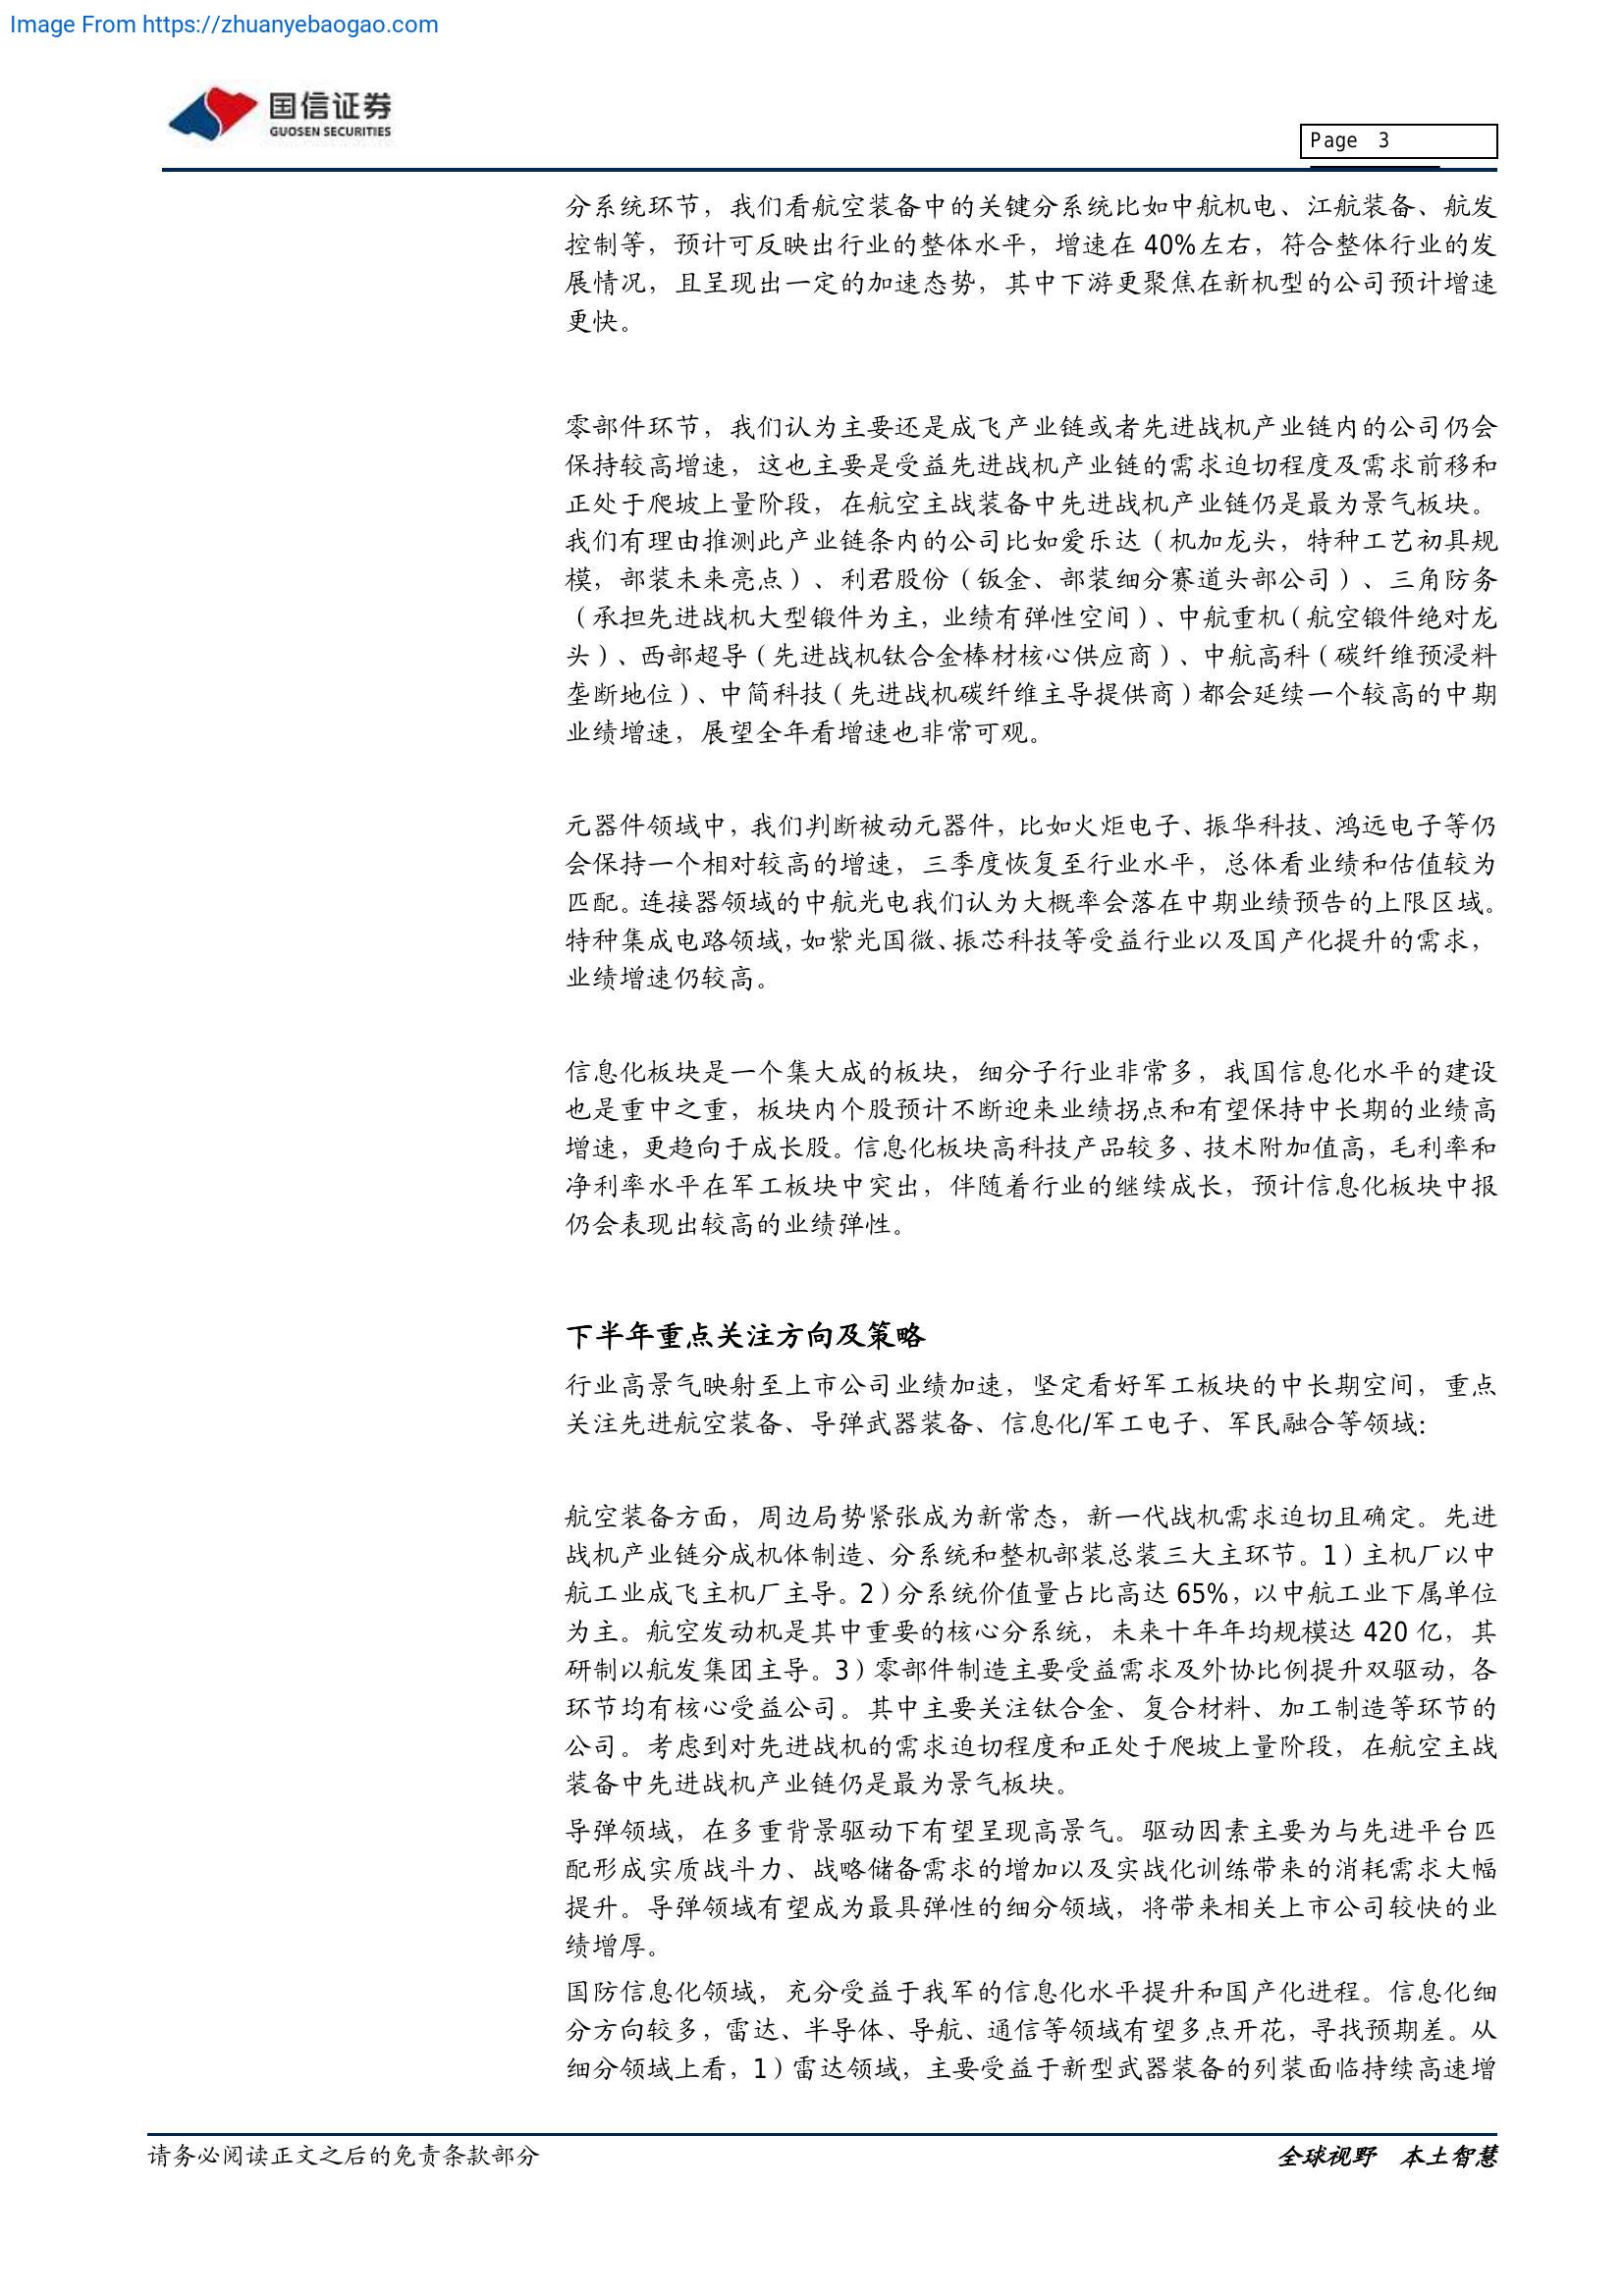 Image From https://zhuanyebaogao.com
国信证券
GUOSEN SECURITIES
Page 3
分系统环节，我们看航空装备中的关键分系统比如中航机电、江航装备、航发
控制等，预计可反映出行业的整体水平，增速在 40%左右，符合整体行业的发
展情况，且呈现出一定的加速态势，其中下游更聚焦在新机型的公司预计增速
更快。
零部件环节，我们认为主要还是成飞产业链或者先进战机产业链内的公司仍会
保持较高增速，这也主要是受益先进战机产业链的需求迫切程度及需求前移和
正处于爬坡上量阶段，在航空主战装备中先进战机产业链仍是最为景气板块。
我们有理由推测此产业链条内的公司比如爱乐达（机加龙头，特种工艺初具规
模，部装未来亮点）、利君股份（钣金、部装细分赛道头部公司）、三角防务
（承担先进战机大型锻件为主，业绩有弹性空间）、中航重机（航空锻件绝对龙
头）、西部超导（先进战机钛合金棒材核心供应商）、中航高科（碳纤维预浸料
垄断地位）、中简科技（先进战机碳纤维主导提供商）都会延续一个较高的中期
业绩增速，展望全年看增速也非常可观。
元器件领域中，我们判断被动元器件，比如火炬电子、振华科技、鸿远电子等仍
会保持一个相对较高的增速，三季度恢复至行业水平，总体看业绩和估值较为
匹配。连接器领域的中航光电我们认为大概率会落在中期业绩预告的上限区域。
特种集成电路领域，如紫光国微、振芯科技等受益行业以及国产化提升的需求，
业绩增速仍较高。
信息化板块是一个集大成的板块，细分子行业非常多，我国信息化水平的建设
也是重中之重，板块内个股预计不断迎来业绩拐点和有望保持中长期的业绩高
增速，更趋向于成长股。信息化板块高科技产品较多、技术附加值高，毛利率和
净利率水平在军工板块中突出，伴随着行业的继续成长，预计信息化板块中报
仍会表现出较高的业绩弹性。
下半年重点关注方向及策略
行业高景气映射至上市公司业绩加速，坚定看好军工板块的中长期空间，重点
关注先进航空装备、导弹武器装备、信息化/军工电子、军民融合等领域：
航空装备方面，周边局势紧张成为新常态，新一代战机需求迫切且确定。先进
战机产业链分成机体制造、分系统和整机部装总装三大主环节。1）主机厂以中
航工业成飞主机厂主导。2）分系统价值量占比高达 65%，以中航工业下属单位
为主。航空发动机是其中重要的核心分系统，未来十年年均规模达 420 亿，其
研制以航发集团主导。3）零部件制造主要受益需求及外协比例提升双驱动，各
环节均有核心受益公司。其中主要关注钛合金、复合材料、加工制造等环节的
公司。考虑到对先进战机的需求迫切程度和正处于爬坡上量阶段，在航空主战
装备中先进战机产业链仍是最为景气板块。
导弹领域，在多重背景驱动下有望呈现高景气。驱动因素主要为与先进平台匹
配形成实质战斗力、战略储备需求的增加以及实战化训练带来的消耗需求大幅
提升。导弹领域有望成为最具弹性的细分领域，将带来相关上市公司较快的业
绩增厚。
国防信息化领域，充分受益于我军的信息化水平提升和国产化进程。信息化细
分方向较多，雷达、半导体、导航、通信等领域有望多点开花，寻找预期差。从
细分领域上看，1）雷达领域，主要受益于新型武器装备的列装面临持续高速增
请务必阅读正文之后的免责条款部分
全球视野 本土智慧